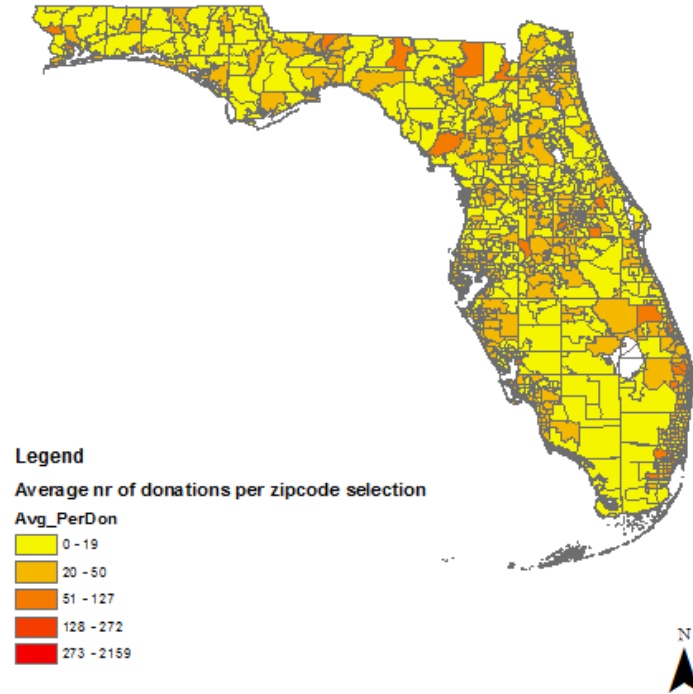 Legend
Average nr of donations per zipcode selection
Avg_PerDon
0 - 19
20 - 50
51 - 127
128 - 272
273 - 2159
N